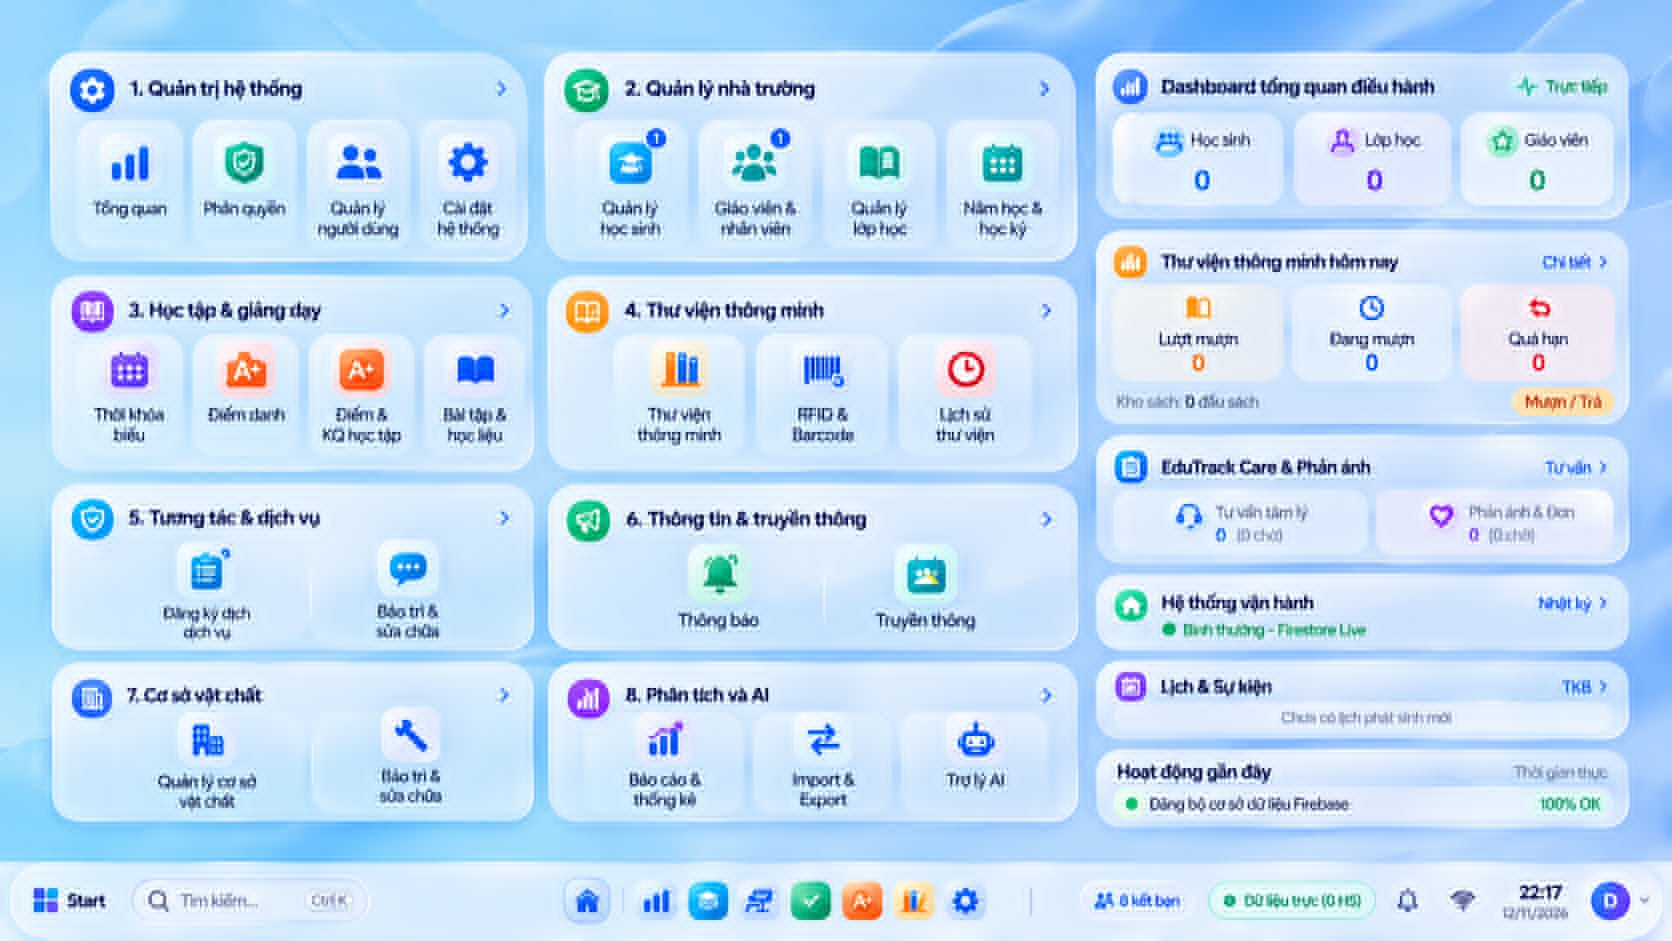 1. Quản trị hệ thống
Tổng quan
Phân quyền
Quản lý
người dùng
Cài đặt
hệ thống
2. Quản lý nhà trường
1
1
Quản lý
học sinh
Giáo viên &
nhân viên
Quản lý
lớp học
Năm học &
học kỳ
3. Học tập & giảng dạy
Thời khóa
biểu
A+
Điểm danh
A+
Điểm &
KQ học tập
Bài tập &
học liệu
4. Thư viện thông minh
Thư viện
thông minh
RFID &
Barcode
Lịch sử
thư viện
5. Tương tác & dịch vụ
Đăng ký dịch
dịch vụ
Bảo trì &
sửa chữa
6. Thông tin & truyền thông
Thông báo
Truyền thông
7. Cơ sở vật chất
Quản lý cơ sở
vật chất
Bảo trì &
sửa chữa
8. Phân tích và AI
Báo cáo &
thống kê
Import &
Export
Trợ lý AI
Dashboard tổng quan điều hành
Trực tiếp
Học sinh
0
Lớp học
0
Giáo viên
0
Thư viện thông minh hôm nay
Chi tiết
Lượt mượn
0
Đang mượn
0
Quá hạn
0
Kho sách: 0 đầu sách
Mượn / Trả
EduTrack Care & Phản ánh
Tư vấn
Tư vấn tâm lý
0 (0 chờ)
Phản ánh & Đơn
0 (0 chờ)
Hệ thống vận hành
Nhật ký
Bình thường - Firestore Live
Lịch & Sự kiện
TKB
Chưa có lịch phát sinh mới
Hoạt động gần đây
Thời gian thực
Đồng bộ cơ sở dữ liệu Firebase
100% OK
Start
Tìm kiếm...
Ctrl K
A+
kết bạn
Dữ liệu trực (0 HS)
22:17
12/11/2026
D